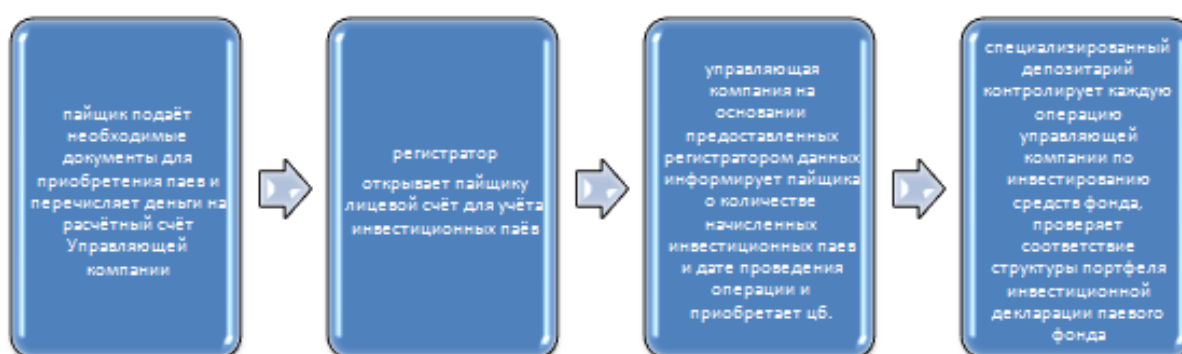 пайщик подаёт
необходимые
документы для
приобретения паев и
перечисляет деньги на
расчётный счёт
Управляющей
компании
регистратор
открывает пайщику
лицевой счёт для учёта
инвестиционных паёв
управляющая
компания на
основании
предоставленных
регистратором данных
информирует пайщика
о количестве
начисленных
инвестиционных паев
и дате проведения
операции и
приобретает цб.
специализированный
депозитарий
контролирует каждую
операцию
управляющей
компании по
инвестированию
средств фонда,
проверяет
соответствие
структуры портфеля
инвестиционной
декларации паевого
фонда